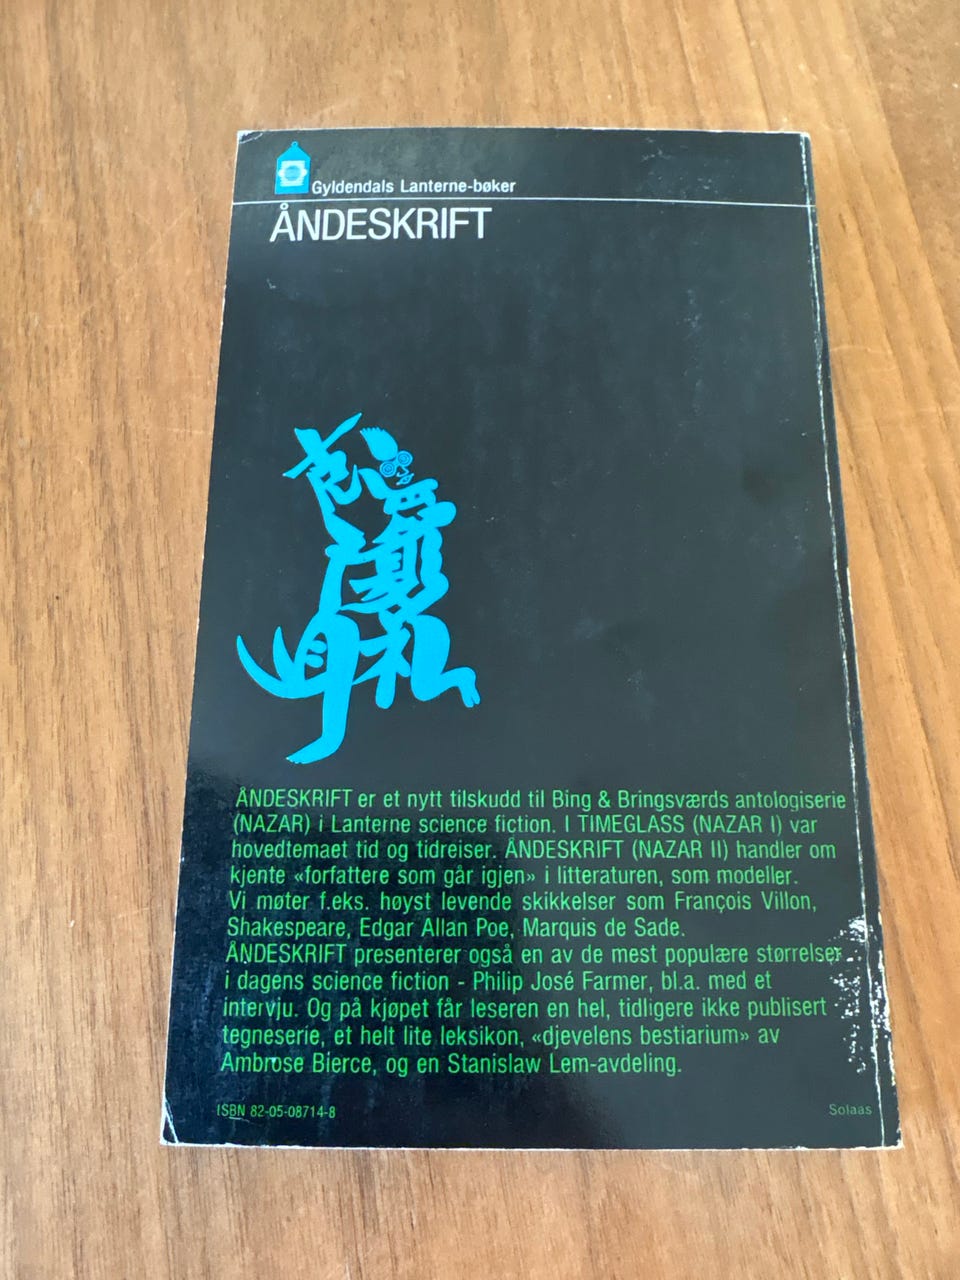 Gyldendals Lanterne-bøker
ÅNDESKRIFT
ÅNDESKRIFT er et nytt tilskudd til Bing & Bringsværds antologiserie
(NAZAR) i Lanterne science fiction. I TIMEGLASS (NAZAR I) var
hovedtemaet tid og tidreiser. ÅNDESKRIFT (NAZAR II) handler om
kjente «forfattere som går igjen» i litteraturen, som modeller.
Vi møter f.eks. høyst levende skikkelser som François Villon,
Shakespeare, Edgar Allan Poe, Marquis de Sade.
ÅNDESKRIFT presenterer også en av de mest populære størrelser
i dagens science fiction - Philip José Farmer, bl.a. med et
intervju. Og på kjøpet får leseren en hel, tidligere ikke publisert
tegneserie, et helt lite leksikon, «djevelens bestiarium» av
Ambrose Bierce, og en Stanislaw Lem-avdeling.
ISBN 82-05-08714-8
Solaas